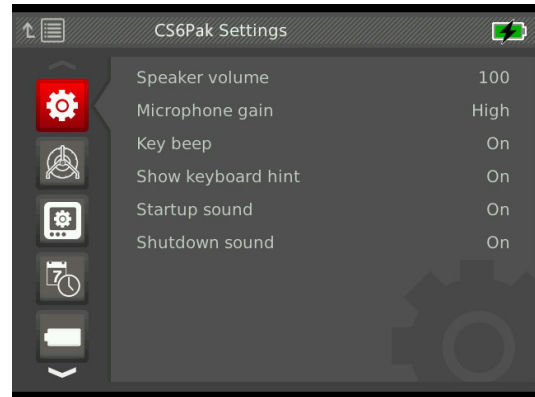 CS6Pak Settings
Speaker volume 100
Microphone gain High
Key beep On
Show keyboard hint On
Startup sound On
Shutdown sound On
7